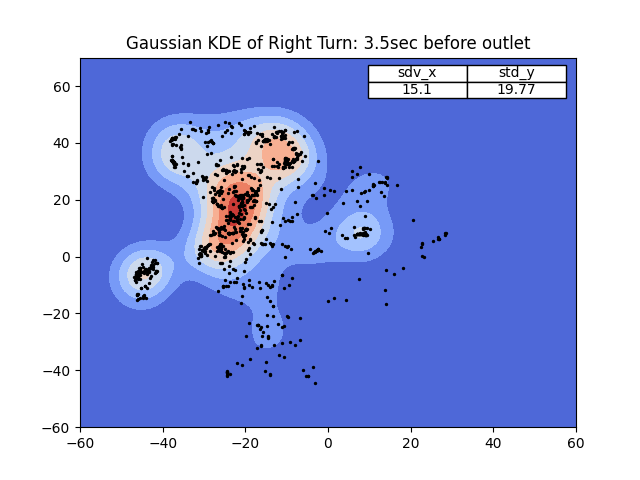 Gaussian KDE of Right Turn: 3.5sec before outlet
sdv_x std_y
15.1 19.77
60
40
20
0
−20
−40
−60
−60 −40 −20 0 20 40 60